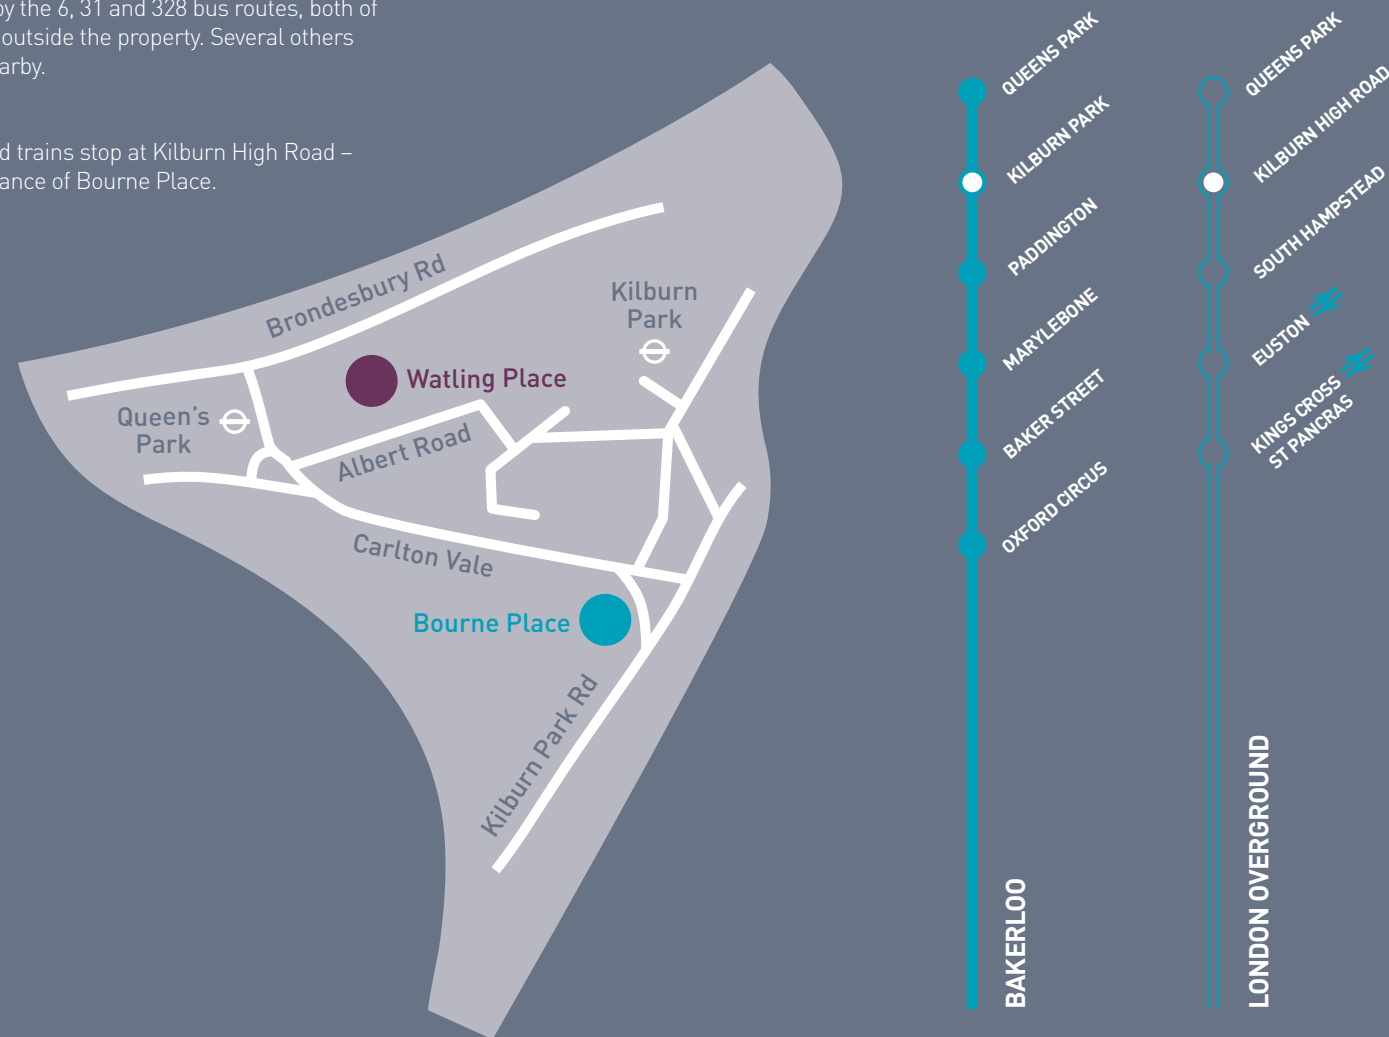 by the 6, 31 and 328 bus routes, both of
outside the property. Several others
arby.
d trains stop at Kilburn High Road –
ance of Bourne Place.
Brondesbury Rd
Kilburn
Park
Watling Place
Queen's
Park
Albert Road
Carlton Vale
Bourne Place
Kilburn Park Rd
QUEENS PARK
KILBURN PARK
PADDINGTON
MARYLEBONE
BAKER STREET
OXFORD CIRCUS
BAKERLOO
QUEENS PARK
KILBURN HIGH ROAD
SOUTH HAMPSTEAD
EUSTON
KINGS CROSS
ST PANCRAS
LONDON OVERGROUND